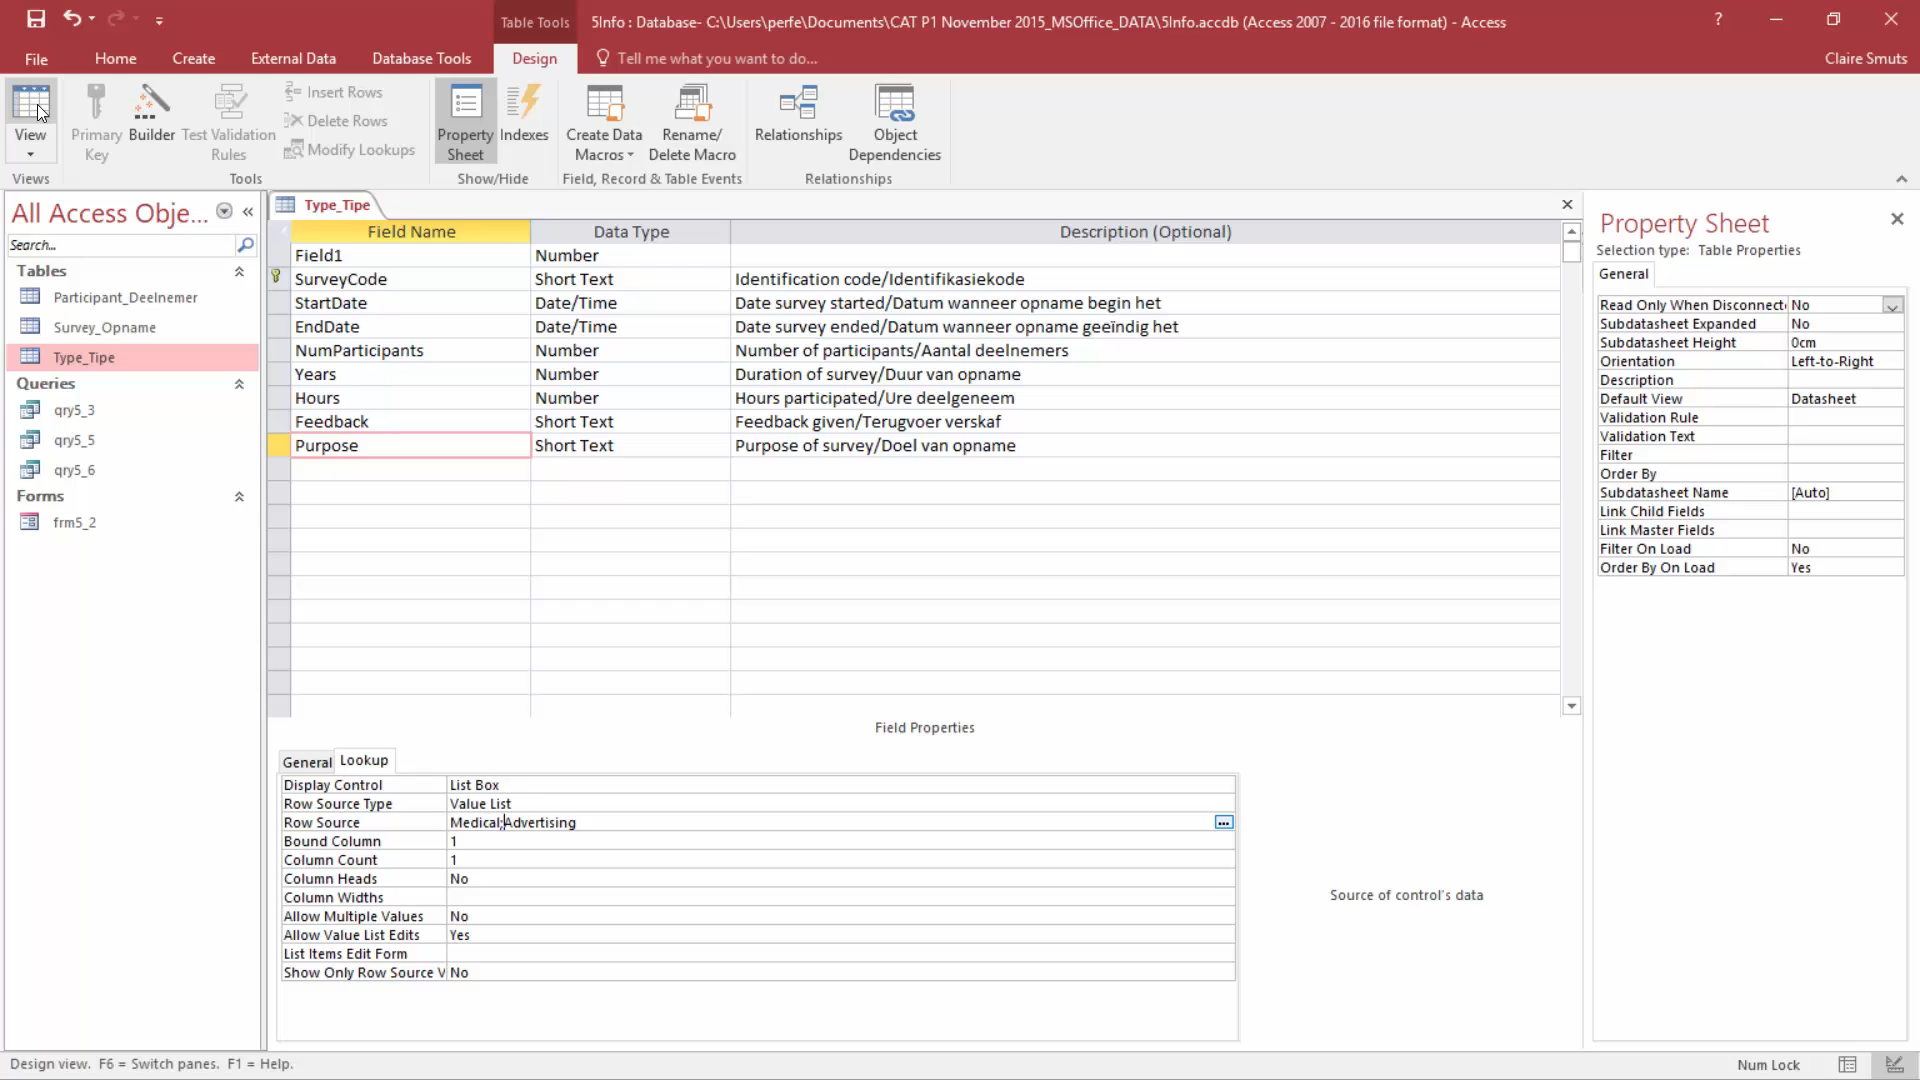 Table Tools
5Info : Database- C:\Users\perfe\Documents\CAT P1 November 2015_MSOffice_DATA\5Info.accdb (Access 2007 - 2016 file format) - Access
?
File Home Create External Data Database Tools Design Tell me what you want to do... Claire Smuts
View
Primary Key
Builder
Test Validation Rules
Insert Rows
Delete Rows
Modify Lookups
Property Sheet
Indexes
Create Data Macros
Rename/ Delete Macro
Relationships
Object Dependencies
Views Tools Show/Hide Field, Record & Table Events Relationships
All Access Obje...
Search...
Tables
Participant_Deelnemer
Survey_Opname
Type_Tipe
Queries
qry5_3
qry5_5
qry5_6
Forms
frm5_2
Type_Tipe
Field Name Data Type Description (Optional)
Field1 Number
SurveyCode Short Text Identification code/Identifikasiekode
StartDate Date/Time Date survey started/Datum wanneer opname begin het
EndDate Date/Time Date survey ended/Datum wanneer opname geeïndig het
NumParticipants Number Number of participants/Aantal deelnemers
Years Number Duration of survey/Duur van opname
Hours Number Hours participated/Ure deelgeneem
Feedback Short Text Feedback given/Terugvoer verskaf
Purpose Short Text Purpose of survey/Doel van opname
Field Properties
General Lookup
Display Control List Box
Row Source Type Value List
Row Source Medical;Advertising
Bound Column 1
Column Count 1
Column Heads No
Column Widths
Allow Multiple Values No
Allow Value List Edits Yes
List Items Edit Form
Show Only Row Source V No
Source of control's data
Property Sheet
Selection type: Table Properties
General
Read Only When Disconnect No
Subdatasheet Expanded No
Subdatasheet Height 0cm
Orientation Left-to-Right
Description
Default View Datasheet
Validation Rule
Validation Text
Filter
Order By
Subdatasheet Name [Auto]
Link Child Fields
Link Master Fields
Filter On Load No
Order By On Load Yes
Design view. F6 = Switch panes. F1 = Help. Num Lock